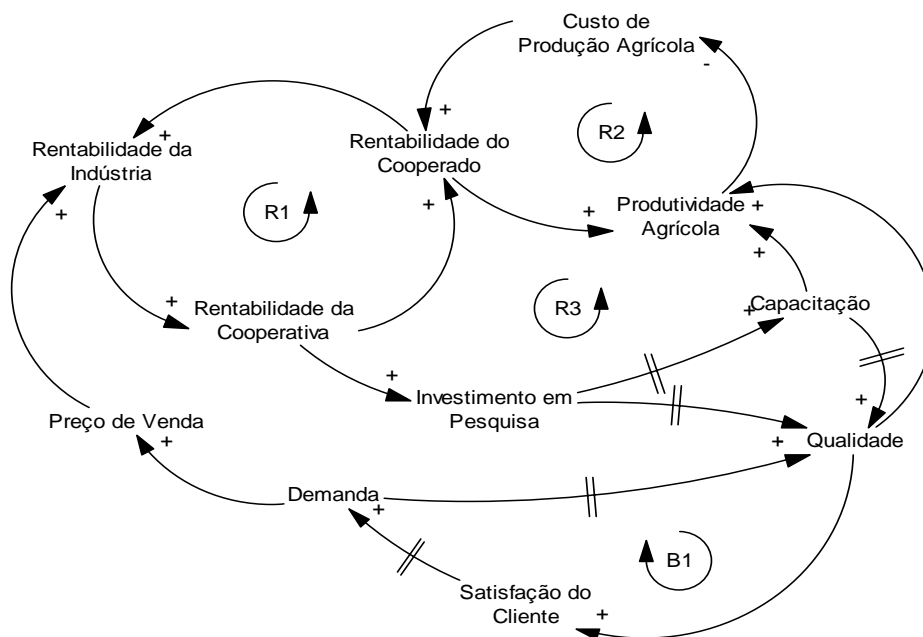 Custo de
Produção Agrícola
-
+
R2
+
Rentabilidade da
Indústria
Rentabilidade do
Cooperado
+
R1
+
+
Produtividade
Agrícola
+
+
+
Rentabilidade da
Cooperativa
R3
+
Capacitação
+
Investimento em
Pesquisa
+
Preço de Venda
+
+
Qualidade
Demanda
+
B1
Satisfação do
Cliente
+